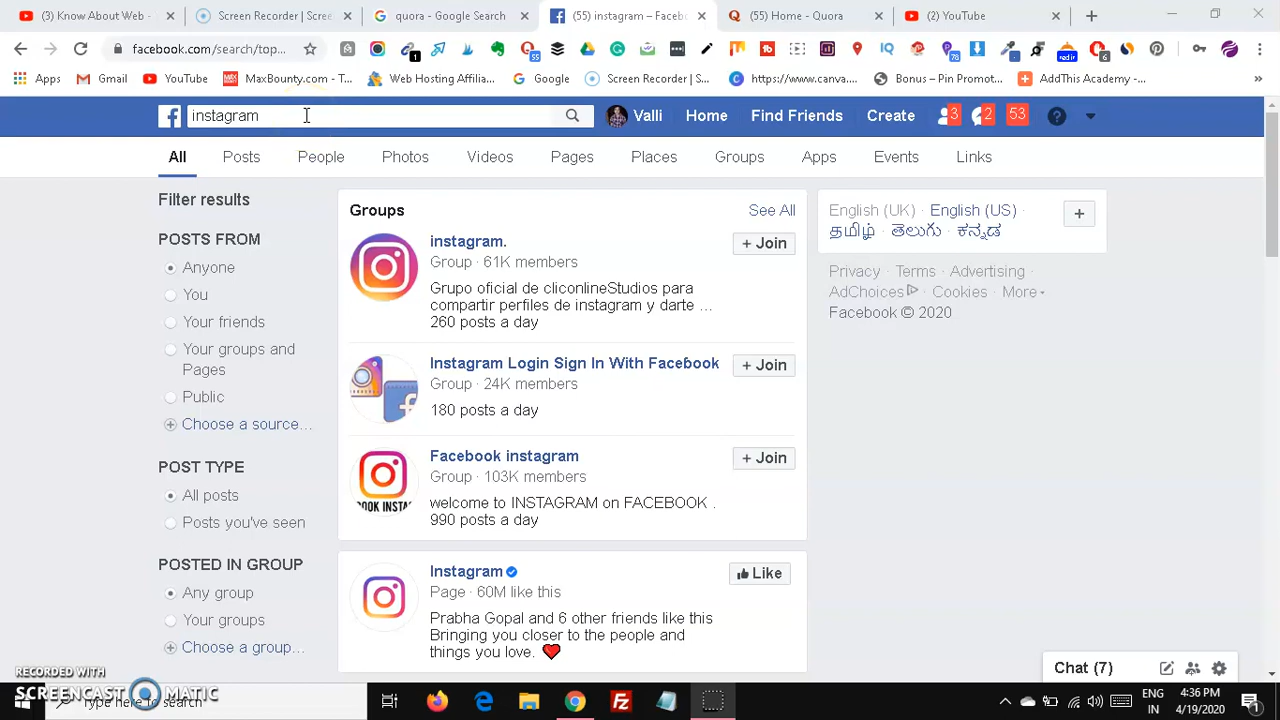 (3) Know About Web -
Screen Recorder | Scree
quora - Google Search
(55) instagram – Facebo
(55) Home - Quora
(2) YouTube
facebook.com/search/top...
Apps
Gmail
YouTube
MaxBounty.com - T...
Web Hosting Affilia...
Google
Screen Recorder | S...
https://www.canva...
Bonus – Pin Promot...
AddThis Academy -...
instagram
Valli
Home
Find Friends
Create
3
2
53
All
Posts
People
Photos
Videos
Pages
Places
Groups
Apps
Events
Links
Filter results
POSTS FROM
Anyone
You
Your friends
Your groups and
Pages
Public
Choose a source...
POST TYPE
All posts
Posts you've seen
POSTED IN GROUP
Any group
Your groups
Choose a group...
Groups
See All
instagram.
Group · 61K members
Grupo oficial de cliconlineStudios para
compartir perfiles de instagram y darte ...
260 posts a day
+ Join
Instagram Login Sign In With Facebook
Group · 24K members
180 posts a day
+ Join
Facebook instagram
Group · 103K members
welcome to INSTAGRAM on FACEBOOK .
990 posts a day
+ Join
BOOK INSTA
Instagram
Page · 60M like this
Prabha Gopal and 6 other friends like this
Bringing you closer to the people and
things you love. ❤
Like
English (UK) · English (US) ·
தமிழ் · తెలుగు · ಕನ್ನಡ
Privacy · Terms · Advertising ·
AdChoices · Cookies · More
Facebook © 2020
Chat (7)
RECORDED WITH
SCREENCAST MATIC
Type here to search
ENG
IN
4:36 PM
4/19/2020